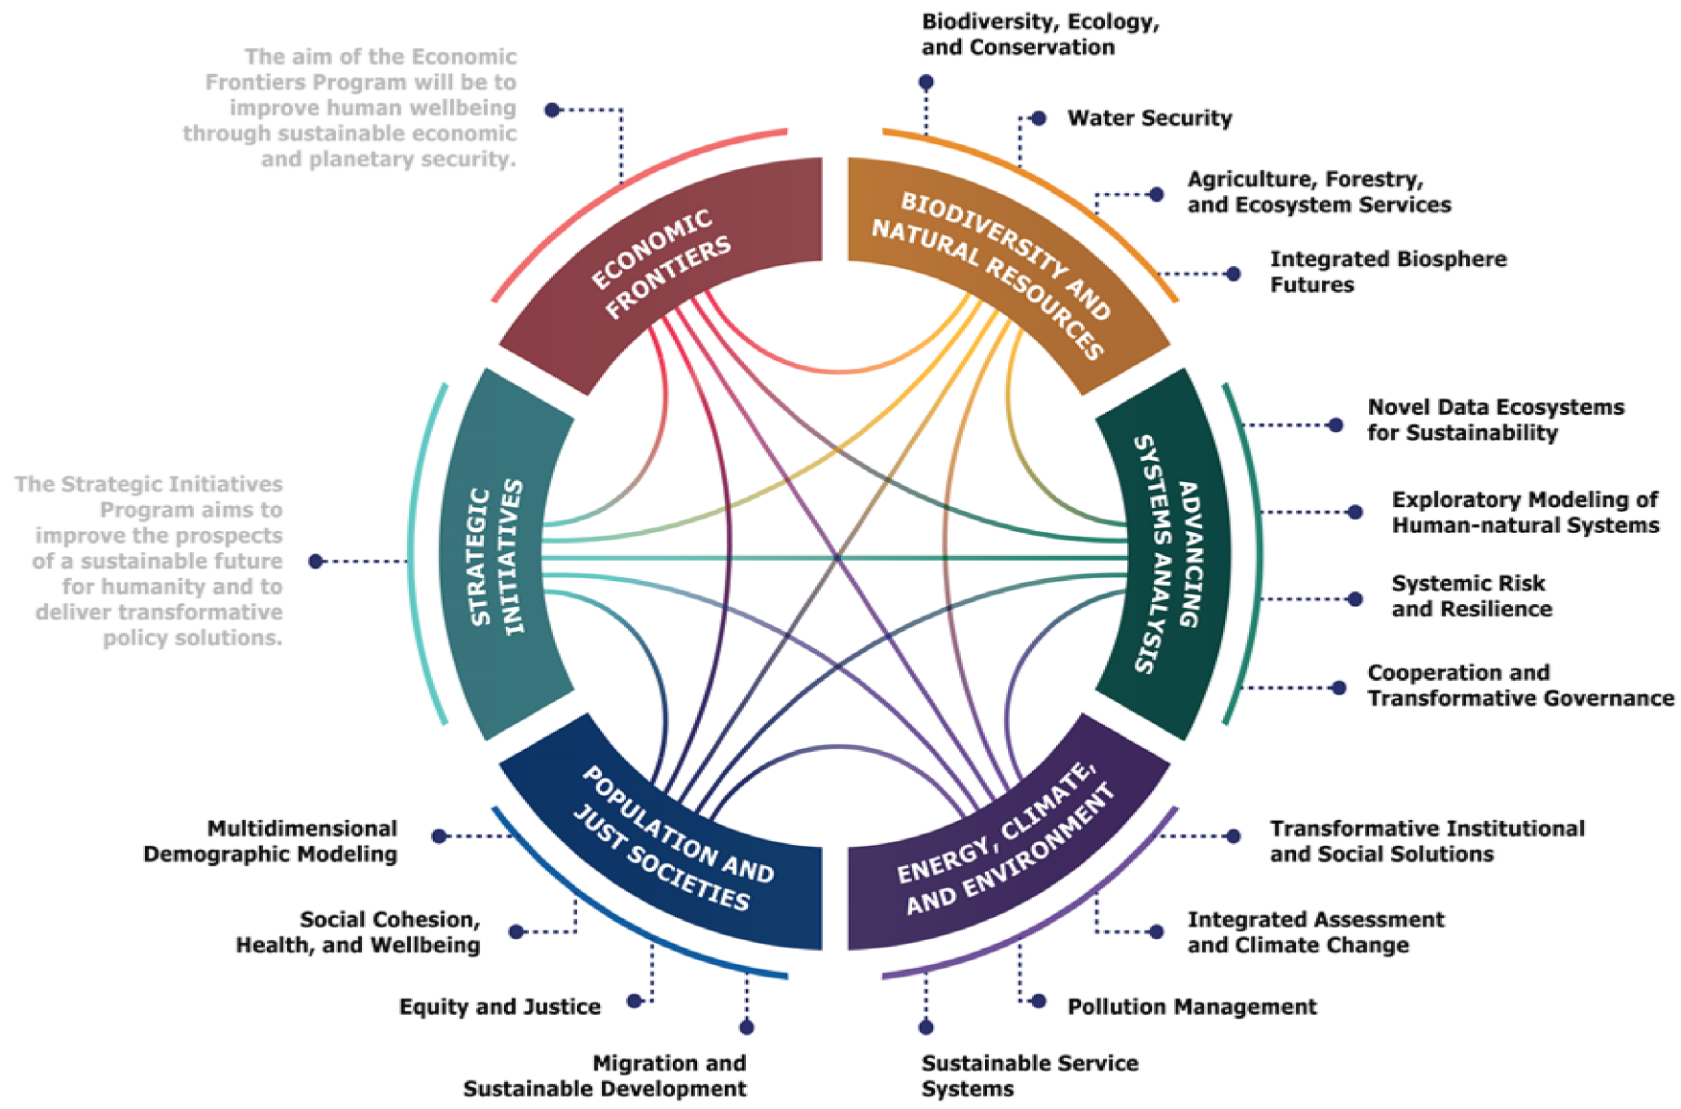 The aim of the Economic
Frontiers Program will be to
improve human wellbeing
through sustainable economic
and planetary security.
Biodiversity, Ecology,
and Conservation
Water Security
Agriculture, Forestry,
and Ecosystem Services
Integrated Biosphere
Futures
ECONOMIC
FRONTIERS
BIODIVERSITY AND
NATURAL RESOURCES
Novel Data Ecosystems
for Sustainability
Exploratory Modeling of
Human-natural Systems
Systemic Risk
and Resilience
Cooperation and
Transformative Governance
ADVANCING
SYSTEMS ANALYSIS
The Strategic Initiatives
Program aims to
improve the prospects
of a sustainable future
for humanity and to
deliver transformative
policy solutions.
STRATEGIC
INITIATIVES
POPULATION AND
JUST SOCIETIES
ENERGY, CLIMATE,
AND ENVIRONMENT
Multidimensional
Demographic Modeling
Social Cohesion,
Health, and Wellbeing
Equity and Justice
Migration and
Sustainable Development
Transformative Institutional
and Social Solutions
Integrated Assessment
and Climate Change
Pollution Management
Sustainable Service
Systems